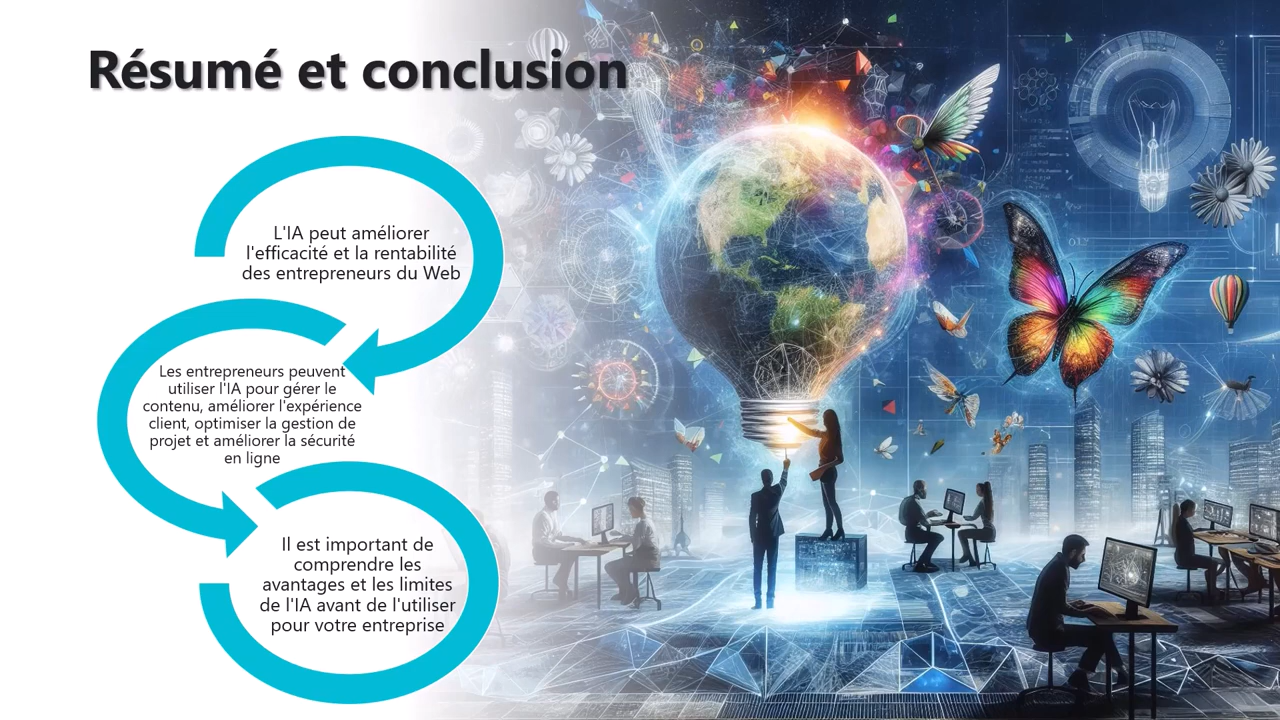 Résumé et conclusion
L'IA peut améliorer
l'efficacité et la rentabilité
des entrepreneurs du Web
Les entrepreneurs peuvent
utiliser l'IA pour gérer le
contenu, améliorer l'expérience
client, optimiser la gestion de
projet et améliorer la sécurité
en ligne
Il est important de
comprendre les
avantages et les limites
de l'IA avant de l'utiliser
pour votre entreprise